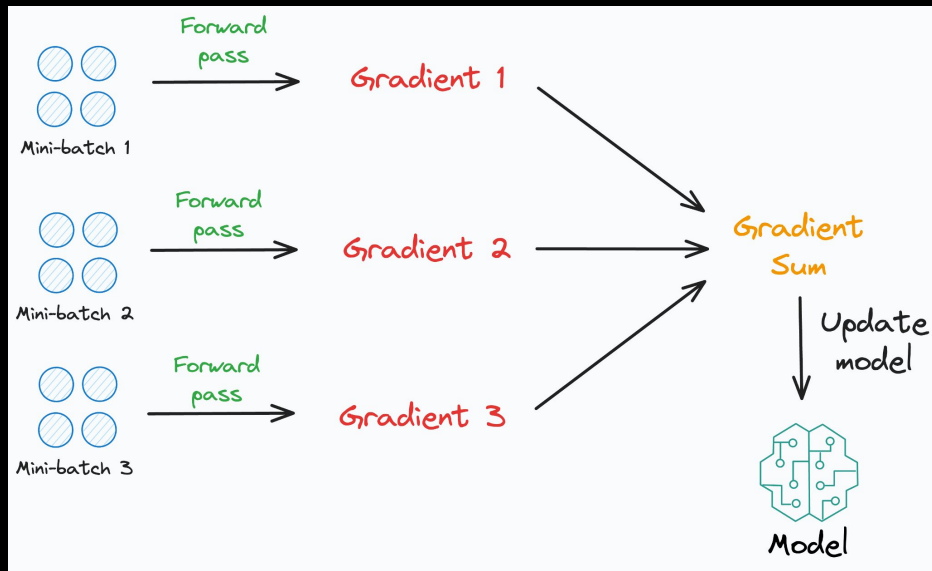 Forward
pass
Gradient 1
Mini-batch 1
Forward
pass
Gradient 2
Mini-batch 2
Gradient
Sum
Update
model
Forward
pass
Gradient 3
Mini-batch 3
Model